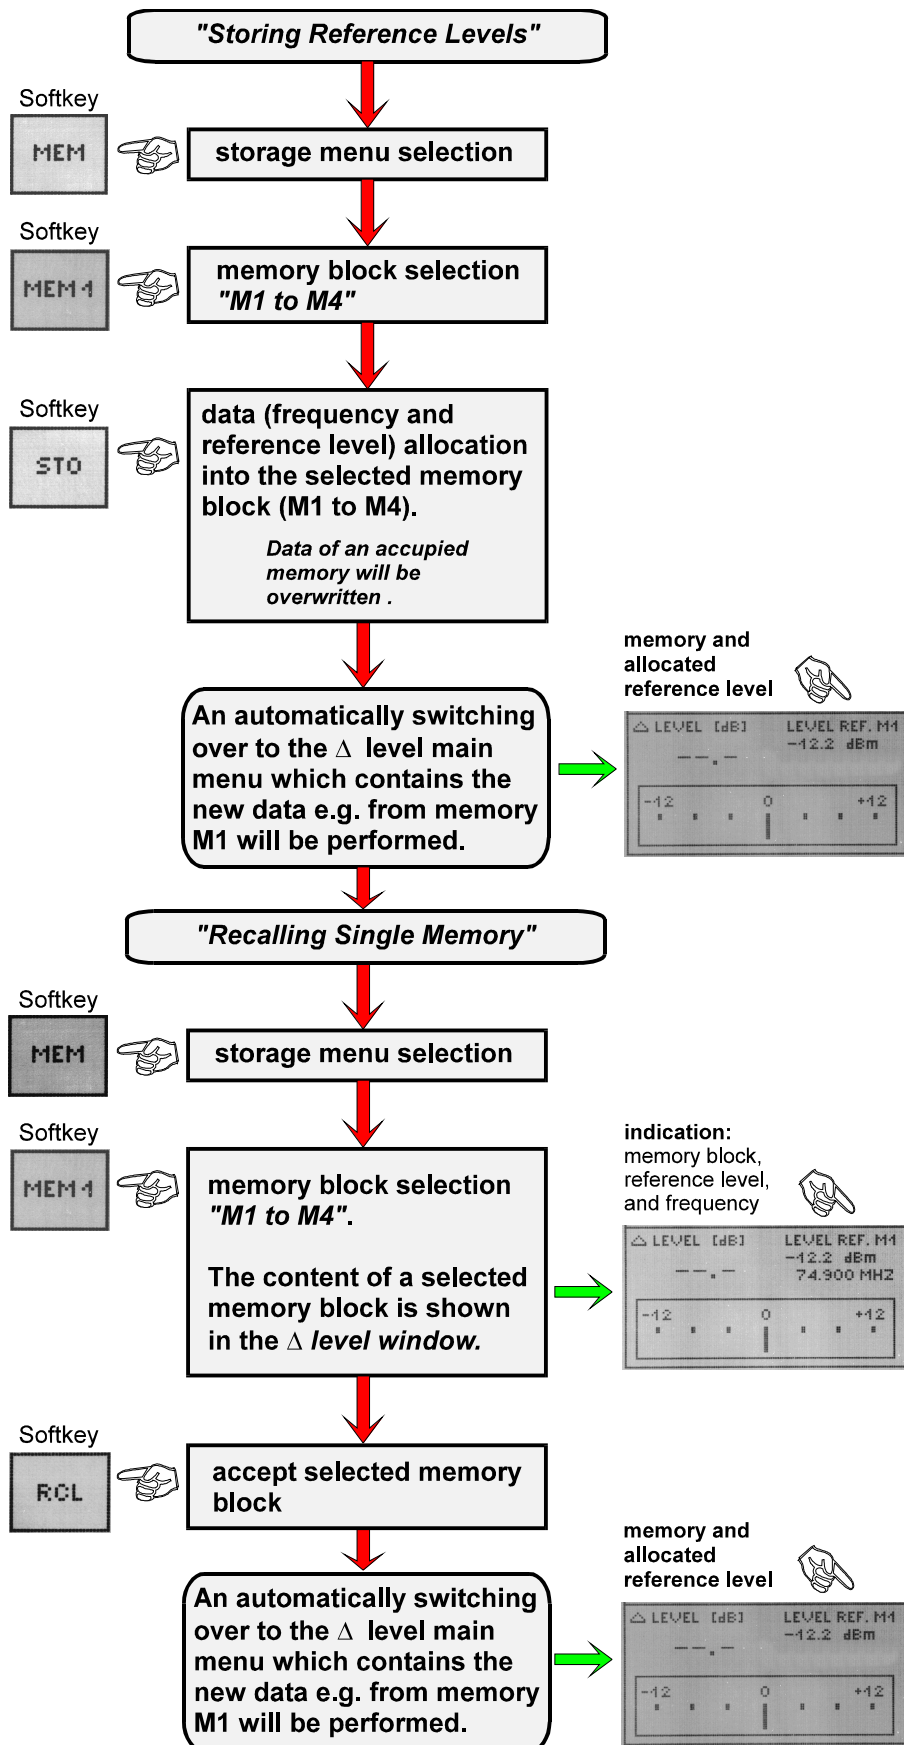 "Storing Reference Levels"
Softkey
MEM
storage menu selection
Softkey
MEM 1
memory block selection
"M1 to M4"
Softkey
STO
data (frequency and
reference level) allocation
into the selected memory
block (M1 to M4).
Data of an accupied
memory will be
overwritten .
An automatically switching
over to the Δ level main
menu which contains the
new data e.g. from memory
M1 will be performed.
memory and
allocated
reference level
△ LEVEL [dB] LEVEL REF. M1
-12.2 dBm
--.-
-12 0 +12
"Recalling Single Memory"
Softkey
MEM
storage menu selection
Softkey
MEM 1
memory block selection
"M1 to M4".
The content of a selected
memory block is shown
in the Δ level window.
indication:
memory block,
reference level,
and frequency
△ LEVEL [dB] LEVEL REF. M1
-12.2 dBm
--.- 74.900 MHZ
-12 0 +12
Softkey
RCL
accept selected memory
block
An automatically switching
over to the Δ level main
menu which contains the
new data e.g. from memory
M1 will be performed.
memory and
allocated
reference level
△ LEVEL [dB] LEVEL REF. M1
-12.2 dBm
--.-
-12 0 +12